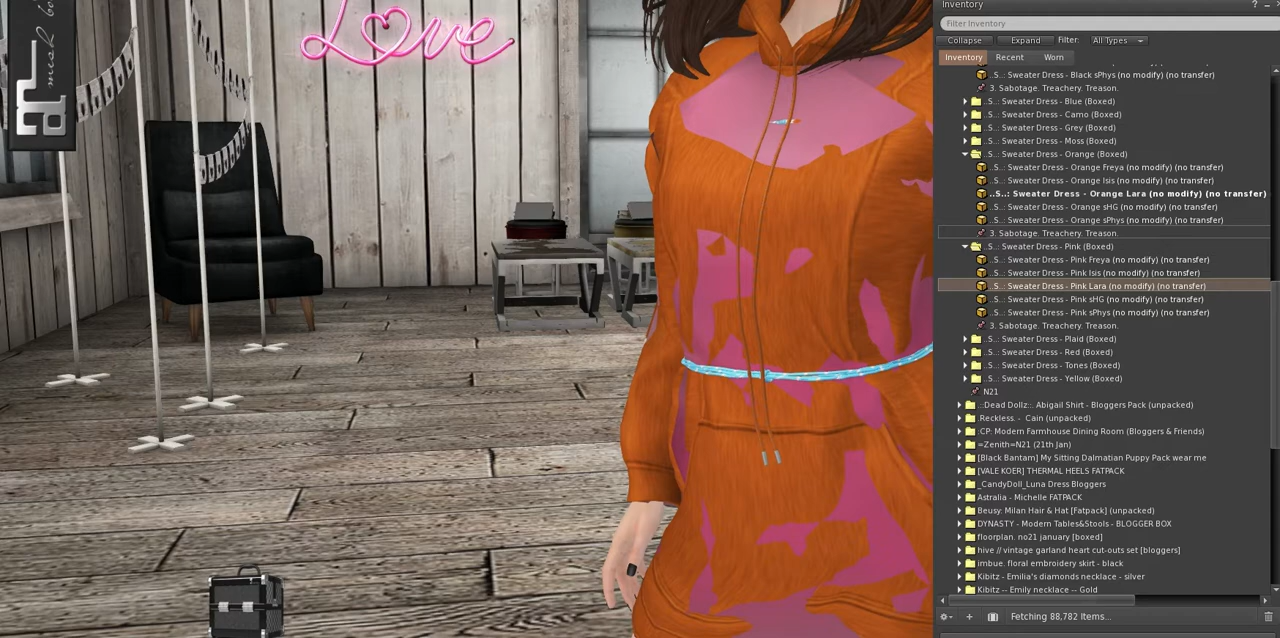 Love
mesh bo
Inventory
?
Filter Inventory
Collapse
Expand
Filter:
All Types
Inventory
Recent
Worn
..S..: Sweater Dress - Black sPhys (no modify) (no transfer)
3. Sabotage. Treachery. Treason.
..S..: Sweater Dress - Blue (Boxed)
..S..: Sweater Dress - Camo (Boxed)
..S..: Sweater Dress - Grey (Boxed)
..S..: Sweater Dress - Moss (Boxed)
..S..: Sweater Dress - Orange (Boxed)
..S..: Sweater Dress - Orange Freya (no modify) (no transfer)
..S..: Sweater Dress - Orange Isis (no modify) (no transfer)
..S..: Sweater Dress - Orange Lara (no modify) (no transfer)
..S..: Sweater Dress - Orange sHG (no modify) (no transfer)
..S..: Sweater Dress - Orange sPhys (no modify) (no transfer)
3. Sabotage. Treachery. Treason.
..S..: Sweater Dress - Pink (Boxed)
..S..: Sweater Dress - Pink Freya (no modify) (no transfer)
..S..: Sweater Dress - Pink Isis (no modify) (no transfer)
..S..: Sweater Dress - Pink Lara (no modify) (no transfer)
..S..: Sweater Dress - Pink sHG (no modify) (no transfer)
..S..: Sweater Dress - Pink sPhys (no modify) (no transfer)
3. Sabotage. Treachery. Treason.
..S..: Sweater Dress - Plaid (Boxed)
..S..: Sweater Dress - Red (Boxed)
..S..: Sweater Dress - Tones (Boxed)
..S..: Sweater Dress - Yellow (Boxed)
N21
.::Dead Dollz::. Abigail Shirt - Bloggers Pack (unpacked)
:Reckless. - Cain (unpacked)
:CP: Modern Farmhouse Dining Room (Bloggers & Friends)
=Zenith=N21 (21th Jan)
[Black Bantam] My Sitting Dalmatian Puppy Pack wear me
[VALE KOER] THERMAL HEELS FATPACK
_CandyDoll_Luna Dress Bloggers
Astralia - Michelle FATPACK
Beusy: Milan Hair & Hat [Fatpack] (unpacked)
DYNASTY - Modern Tables&Stools - BLOGGER BOX
floorplan. no21 january [boxed]
hive // vintage garland heart cut-outs set [bloggers]
imbue. floral embroidery skirt - black
Kibitz - Emilia's diamonds necklace - silver
Kibitz -- Emily necklace -- Gold
Fetching 88,782 Items...